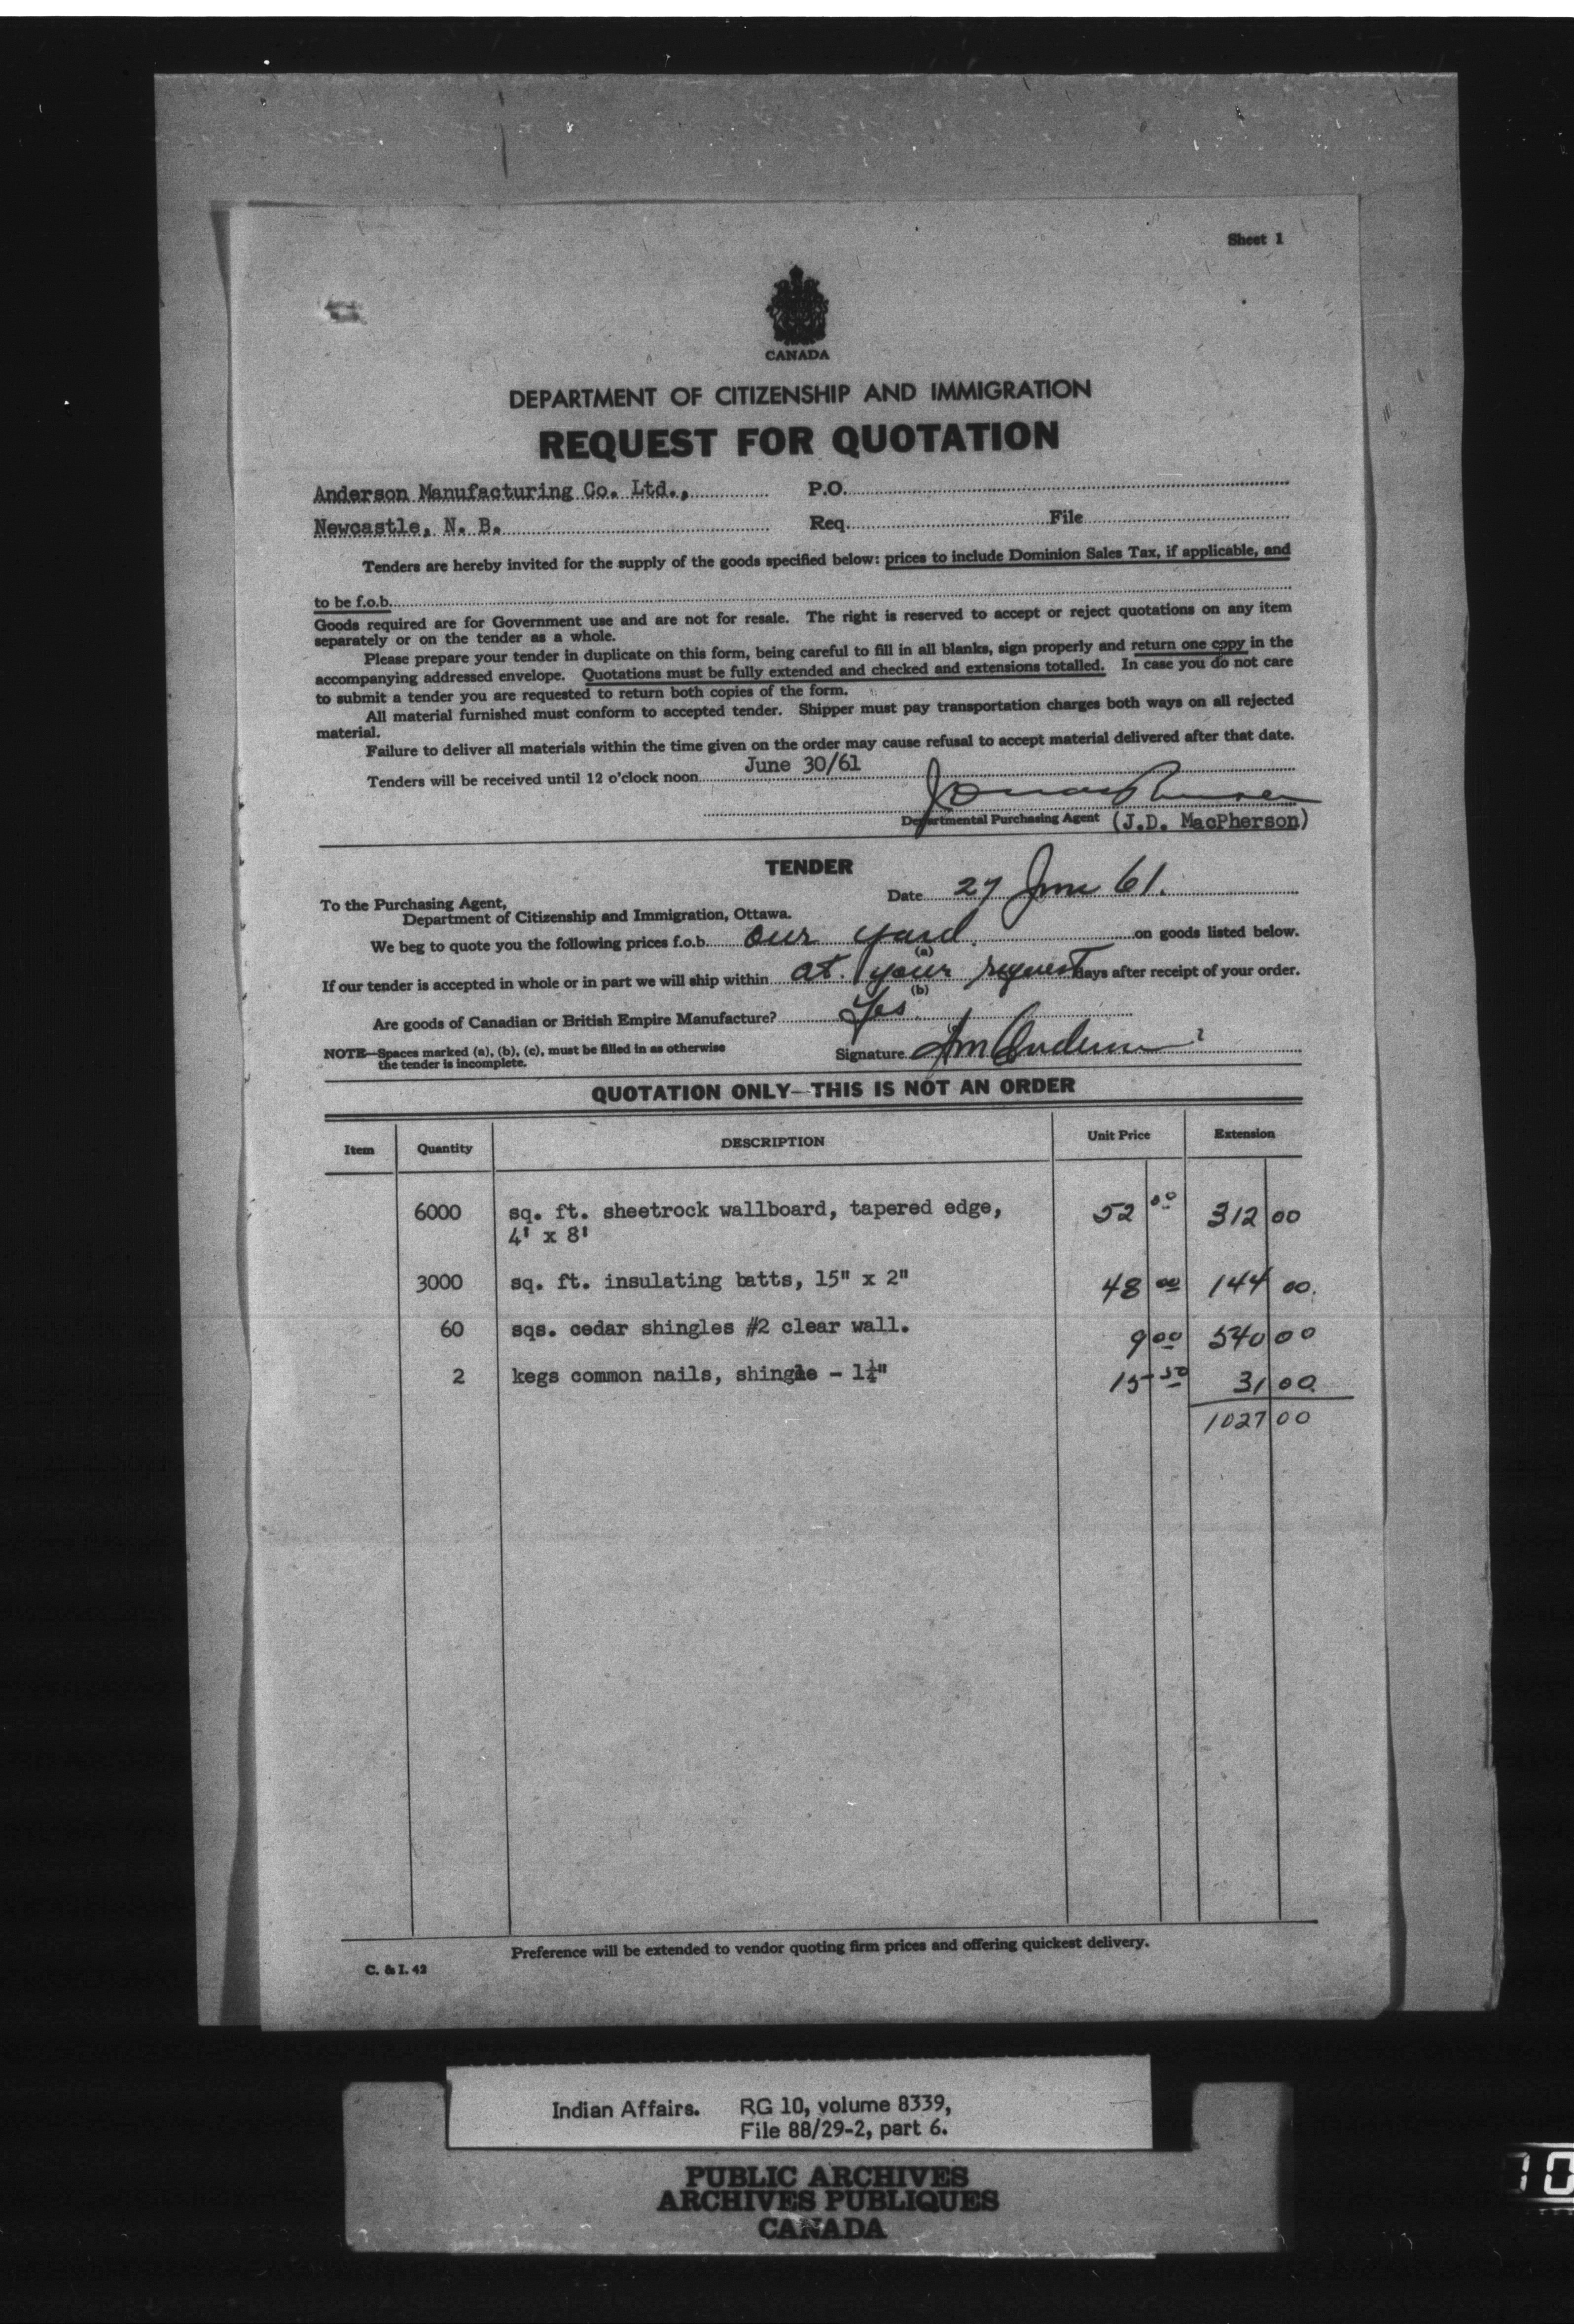 Sheet 1
CANADA
DEPARTMENT OF CITIZENSHIP AND IMMIGRATION
REQUEST FOR QUOTATION
Anderson Manufacturing Co. Ltd., P.O.
Newcastle, N. B. Req. File
Tenders are hereby invited for the supply of the goods specified below: prices to include Dominion Sales Tax, if applicable, and
to be f.o.b.
Goods required are for Government use and are not for resale. The right is reserved to accept or reject quotations on any item
separately or on the tender as a whole.
Please prepare your tender in duplicate on this form, being careful to fill in all blanks, sign properly and return one copy in the
accompanying addressed envelope. Quotations must be fully extended and checked and extensions totalled. In case you do not care
to submit a tender you are requested to return both copies of the form.
All material furnished must conform to accepted tender. Shipper must pay transportation charges both ways on all rejected
material.
Failure to deliver all materials within the time given on the order may cause refusal to accept material delivered after that date.
Tenders will be received until 12 o'clock noon June 30/61
Departmental Purchasing Agent (J.D. MacPherson)
TENDER
Date 27 June 61.
To the Purchasing Agent,
Department of Citizenship and Immigration, Ottawa.
We beg to quote you the following prices f.o.b. our yard. on goods listed below.
(a)
If our tender is accepted in whole or in part we will ship within at your request days after receipt of your order.
(b)
Are goods of Canadian or British Empire Manufacture? Yes.
NOTE—Spaces marked (a), (b), (c), must be filled in as otherwise
the tender is incomplete.
Signature Anderson
QUOTATION ONLY—THIS IS NOT AN ORDER
Item Quantity DESCRIPTION Unit Price Extension
6000 sq. ft. sheetrock wallboard, tapered edge, 52 00 312 00
4' x 8'
3000 sq. ft. insulating batts, 15" x 2" 48 00 144 00.
60 sqs. cedar shingles #2 clear wall. 9 00 540 00
2 kegs common nails, shingle - 1¼" 15 50 31 00
1027 00
Preference will be extended to vendor quoting firm prices and offering quickest delivery.
C. & I. 42
Indian Affairs. RG 10, volume 8339,
File 88/29-2, part 6.
PUBLIC ARCHIVES
ARCHIVES PUBLIQUES
CANADA
10